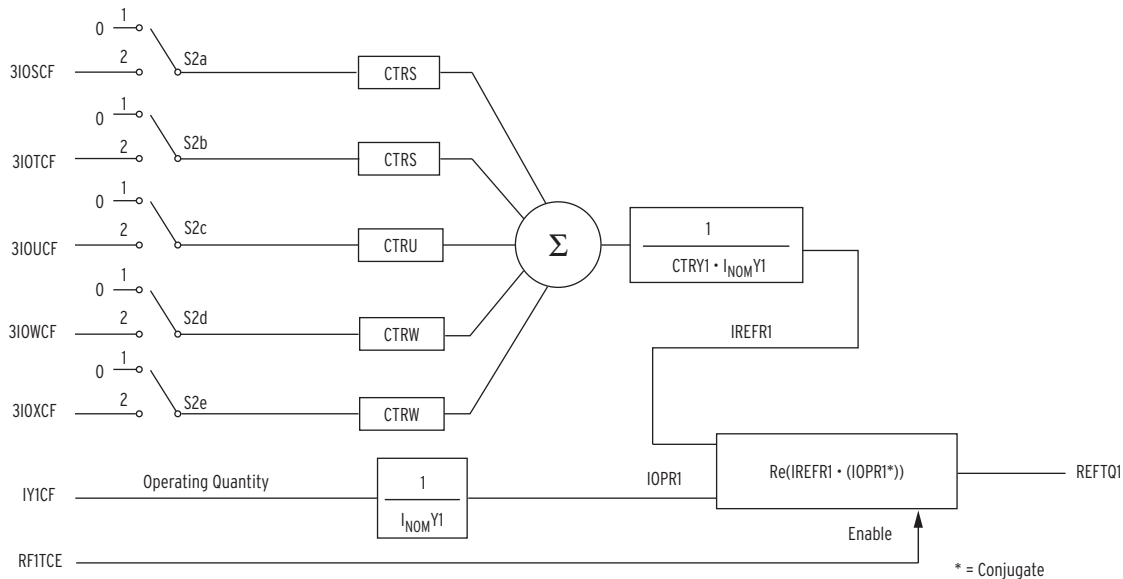 1
0
S2a
2
3I0SCF
CTRS
1
0
S2b
2
3I0TCF
CTRS
1
0
S2c
2
3I0UCF
CTRU
Σ
1
CTRY1 · INOMY1
1
0
S2d
2
3I0WCF
CTRW
IREFR1
1
0
S2e
2
3I0XCF
CTRW
Operating Quantity
IY1CF
1
INOMY1
IOPR1
Re(IREFR1 · (IOPR1*))
REFTQ1
Enable
RF1TCE
* = Conjugate